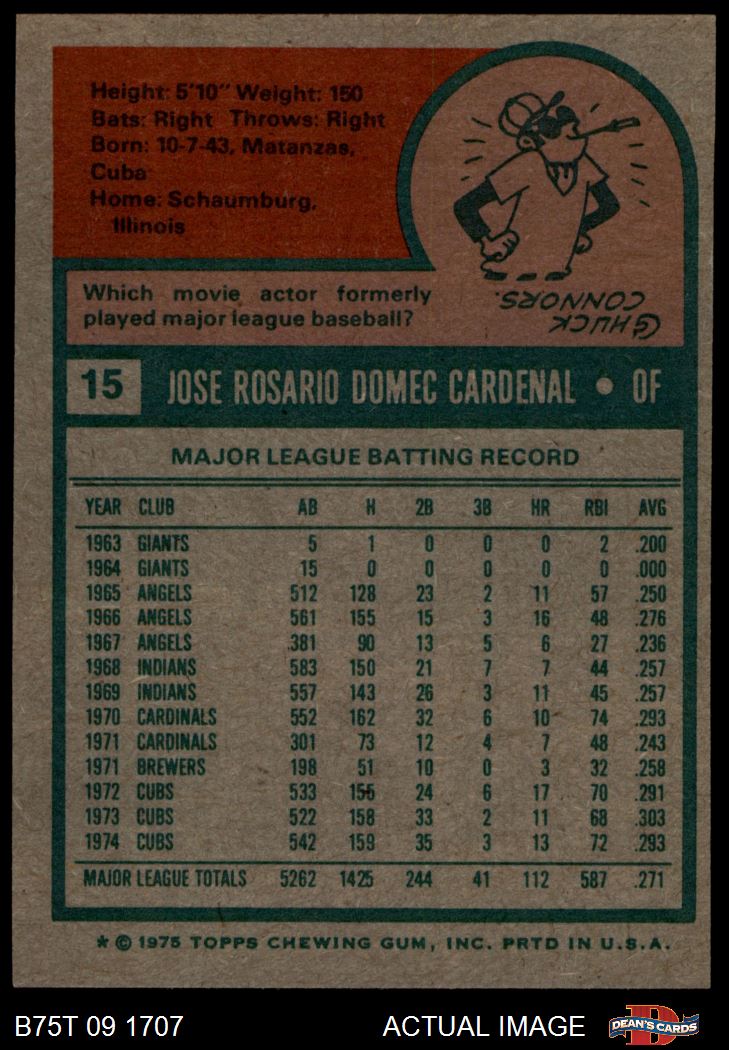 Height: 5'10" Weight: 150
Bats: Right Throws: Right
Born: 10-7-43, Matanzas,
Cuba
Home: Schaumburg,
Illinois
Which movie actor formerly
played major league baseball?
CHUCK
CONNORS.
15 JOSE ROSARIO DOMEC CARDENAL • OF
MAJOR LEAGUE BATTING RECORD
YEAR CLUB AB H 2B 3B HR RBI AVG
1963 GIANTS 5 1 0 0 0 2 .200
1964 GIANTS 15 0 0 0 0 0 .000
1965 ANGELS 512 128 23 2 11 57 .250
1966 ANGELS 561 155 15 3 16 48 .276
1967 ANGELS 381 90 13 5 6 27 .236
1968 INDIANS 583 150 21 7 7 44 .257
1969 INDIANS 557 143 26 3 11 45 .257
1970 CARDINALS 552 162 32 6 10 74 .293
1971 CARDINALS 301 73 12 4 7 48 .243
1971 BREWERS 198 51 10 0 3 32 .258
1972 CUBS 533 155 24 6 17 70 .291
1973 CUBS 522 158 33 2 11 68 .303
1974 CUBS 542 159 35 3 13 72 .293
MAJOR LEAGUE TOTALS 5262 1425 244 41 112 587 .271
* © 1975 TOPPS CHEWING GUM, INC. PRTD IN U.S.A.
B75T 09 1707 ACTUAL IMAGE DEAN'S CARDS